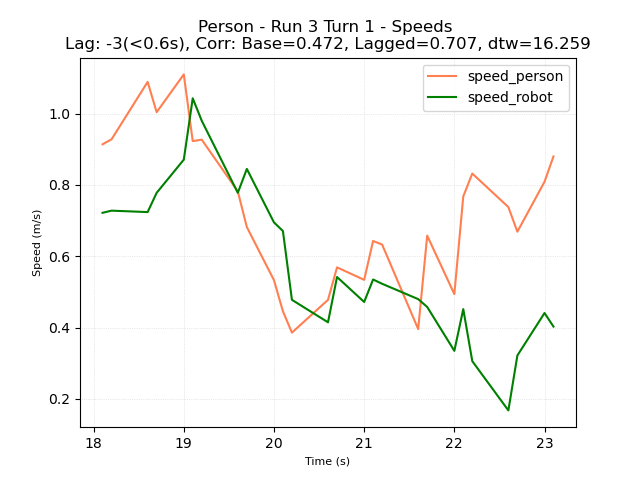 Person - Run 3 Turn 1 - Speeds
Lag: -3(<0.6s), Corr: Base=0.472, Lagged=0.707, dtw=16.259
speed_person
speed_robot
1.0
0.8
0.6
0.4
0.2
Speed (m/s)
18 19 20 21 22 23
Time (s)